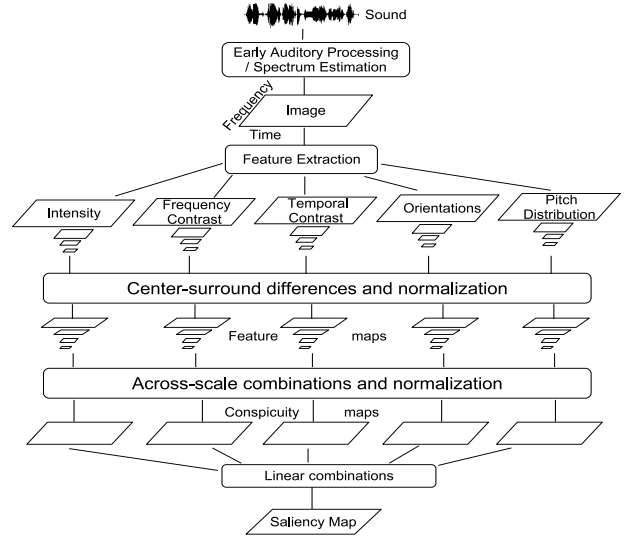 Sound
Early Auditory Processing
/ Spectrum Estimation
Frequency
Image
Time
Feature Extraction
Intensity
Frequency
Contrast
Temporal
Contrast
Orientations
Pitch
Distribution
Center-surround differences and normalization
Feature maps
Across-scale combinations and normalization
Conspicuity maps
Linear combinations
Saliency Map